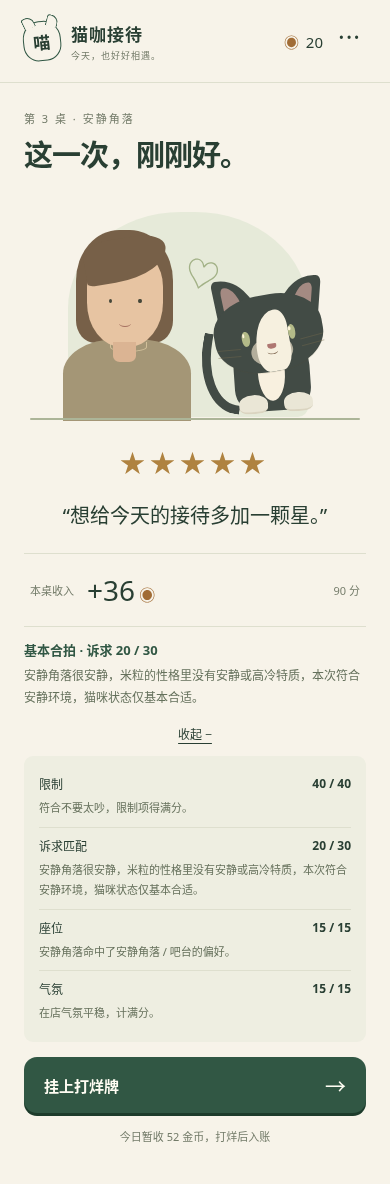 喵
猫咖接待
今天，也好好相遇。
20
···
第 3 桌 · 安静角落
这一次，刚刚好。
“想给今天的接待多加一颗星。”
本桌收入 +36 90 分
基本合拍 · 诉求 20 / 30
安静角落很安静，米粒的性格里没有安静或高冷特质，本次符合
安静环境，猫咪状态仅基本合适。
收起 −
限制 40 / 40
符合不要太吵，限制项得满分。
诉求匹配 20 / 30
安静角落很安静，米粒的性格里没有安静或高冷特质，本次符合
安静环境，猫咪状态仅基本合适。
座位 15 / 15
安静角落命中了安静角落 / 吧台的偏好。
气氛 15 / 15
在店气氛平稳，计满分。
挂上打烊牌 →
今日暂收 52 金币，打烊后入账